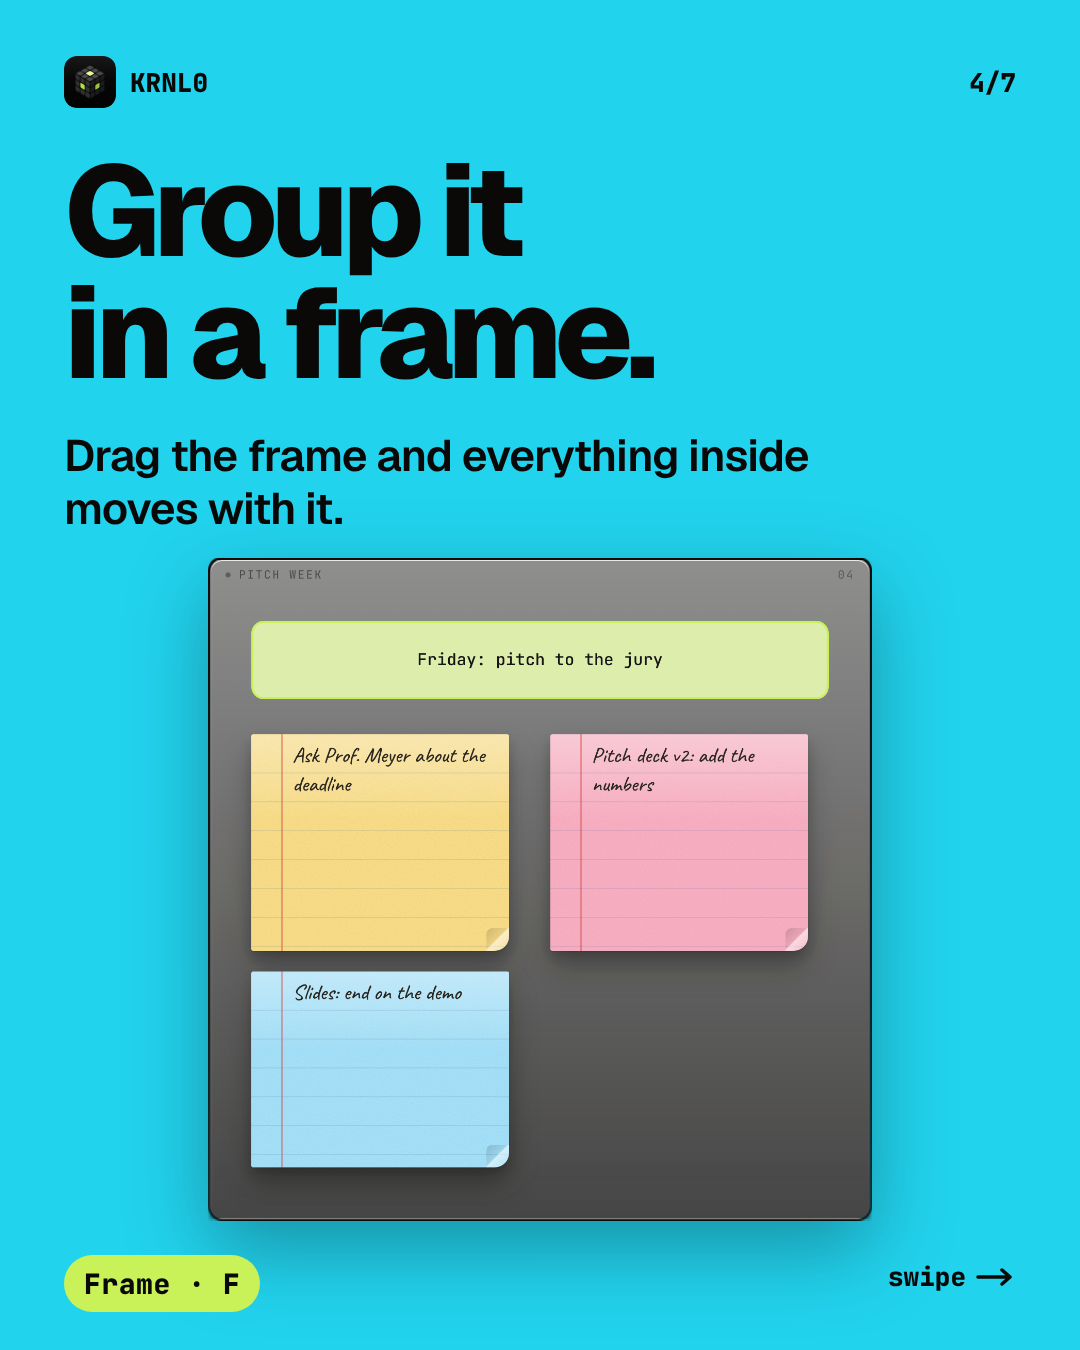 KRNL0
4/7
Group it
in a frame.
Drag the frame and everything inside
moves with it.
PITCH WEEK
04
Friday: pitch to the jury
Ask Prof. Meyer about the
deadline
Pitch deck v2: add the
numbers
Slides: end on the demo
Frame · F
swipe →